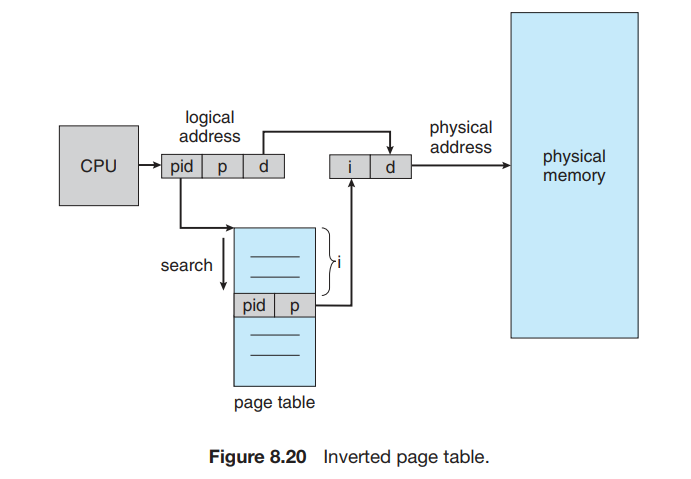 logical
address
physical
address
CPU
pid p d
i d
physical
memory
search
i
pid p
page table
Figure 8.20 Inverted page table.